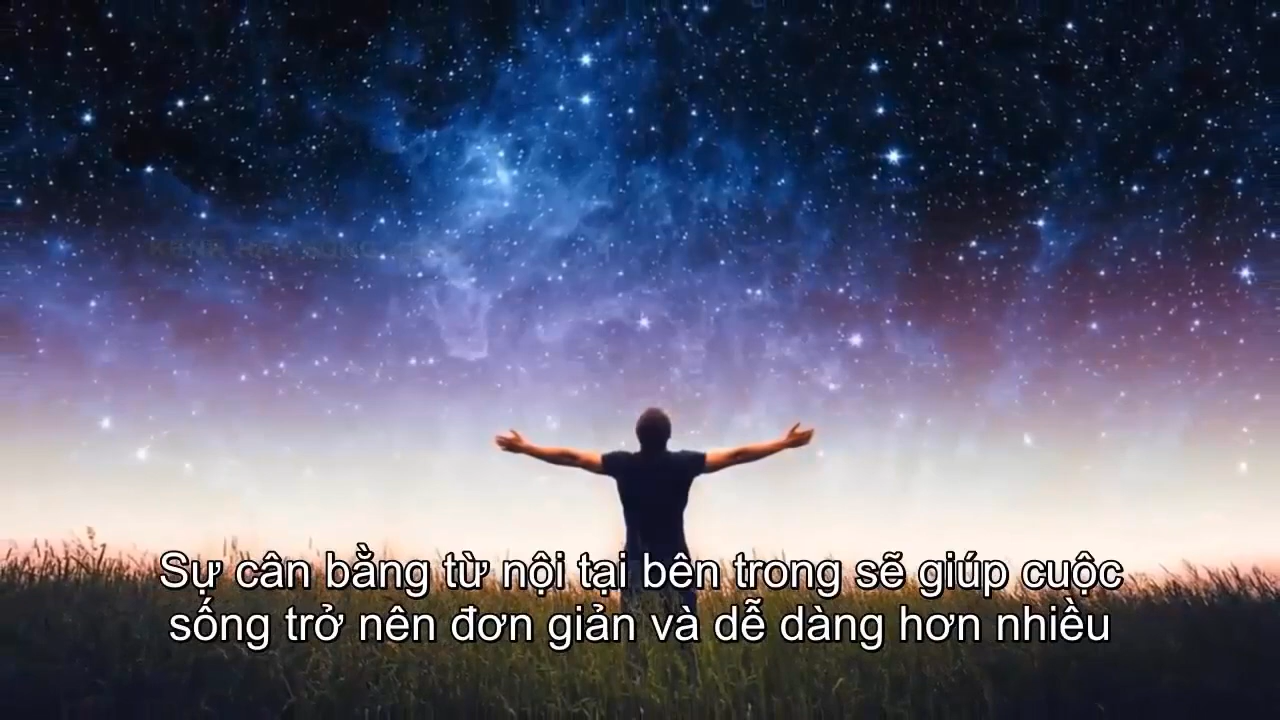 Sự cân bằng từ nội tại bên trong sẽ giúp cuộc
sống trở nên đơn giản và dễ dàng hơn nhiều